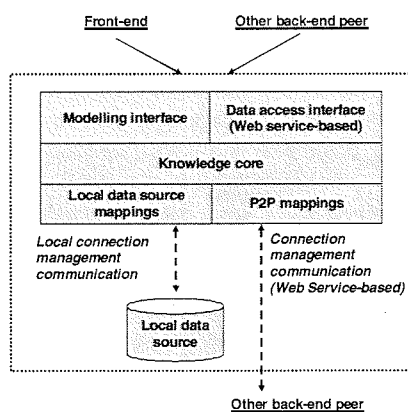 Front-end
Other back-end peer
Modelling interface
Data access interface
(Web service-based)
Knowledge core
Local data source
mappings
P2P mappings
Local connection
management
communication
Connection
management
communication
(Web Service-based)
Local data
source
Other back-end peer